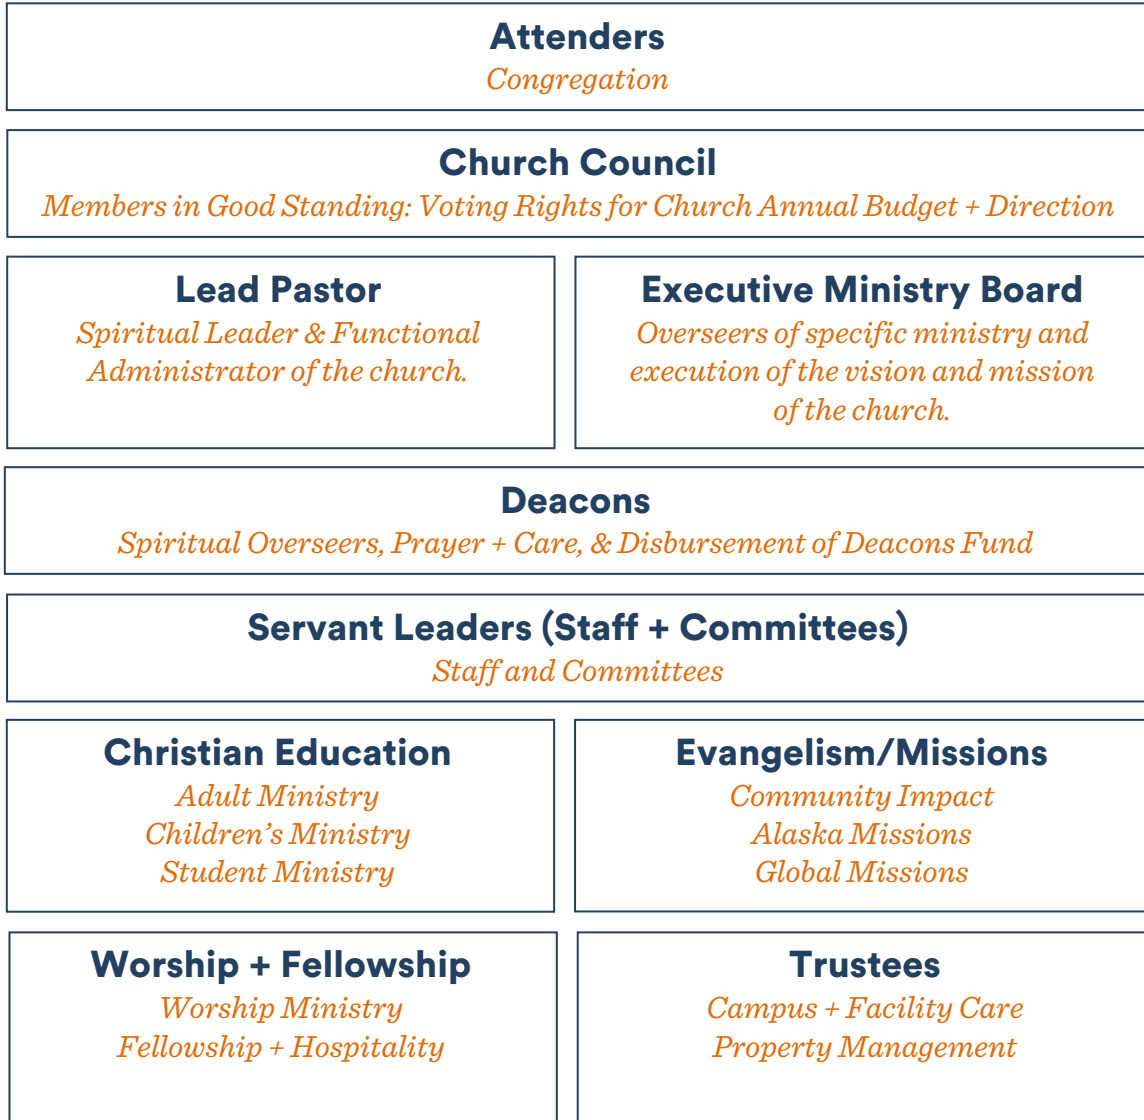 Attenders
Congregation
Church Council
Members in Good Standing: Voting Rights for Church Annual Budget + Direction
Lead Pastor
Spiritual Leader & Functional
Administrator of the church.
Executive Ministry Board
Overseers of specific ministry and
execution of the vision and mission
of the church.
Deacons
Spiritual Overseers, Prayer + Care, & Disbursement of Deacons Fund
Servant Leaders (Staff + Committees)
Staff and Committees
Christian Education
Adult Ministry
Children’s Ministry
Student Ministry
Evangelism/Missions
Community Impact
Alaska Missions
Global Missions
Worship + Fellowship
Worship Ministry
Fellowship + Hospitality
Trustees
Campus + Facility Care
Property Management